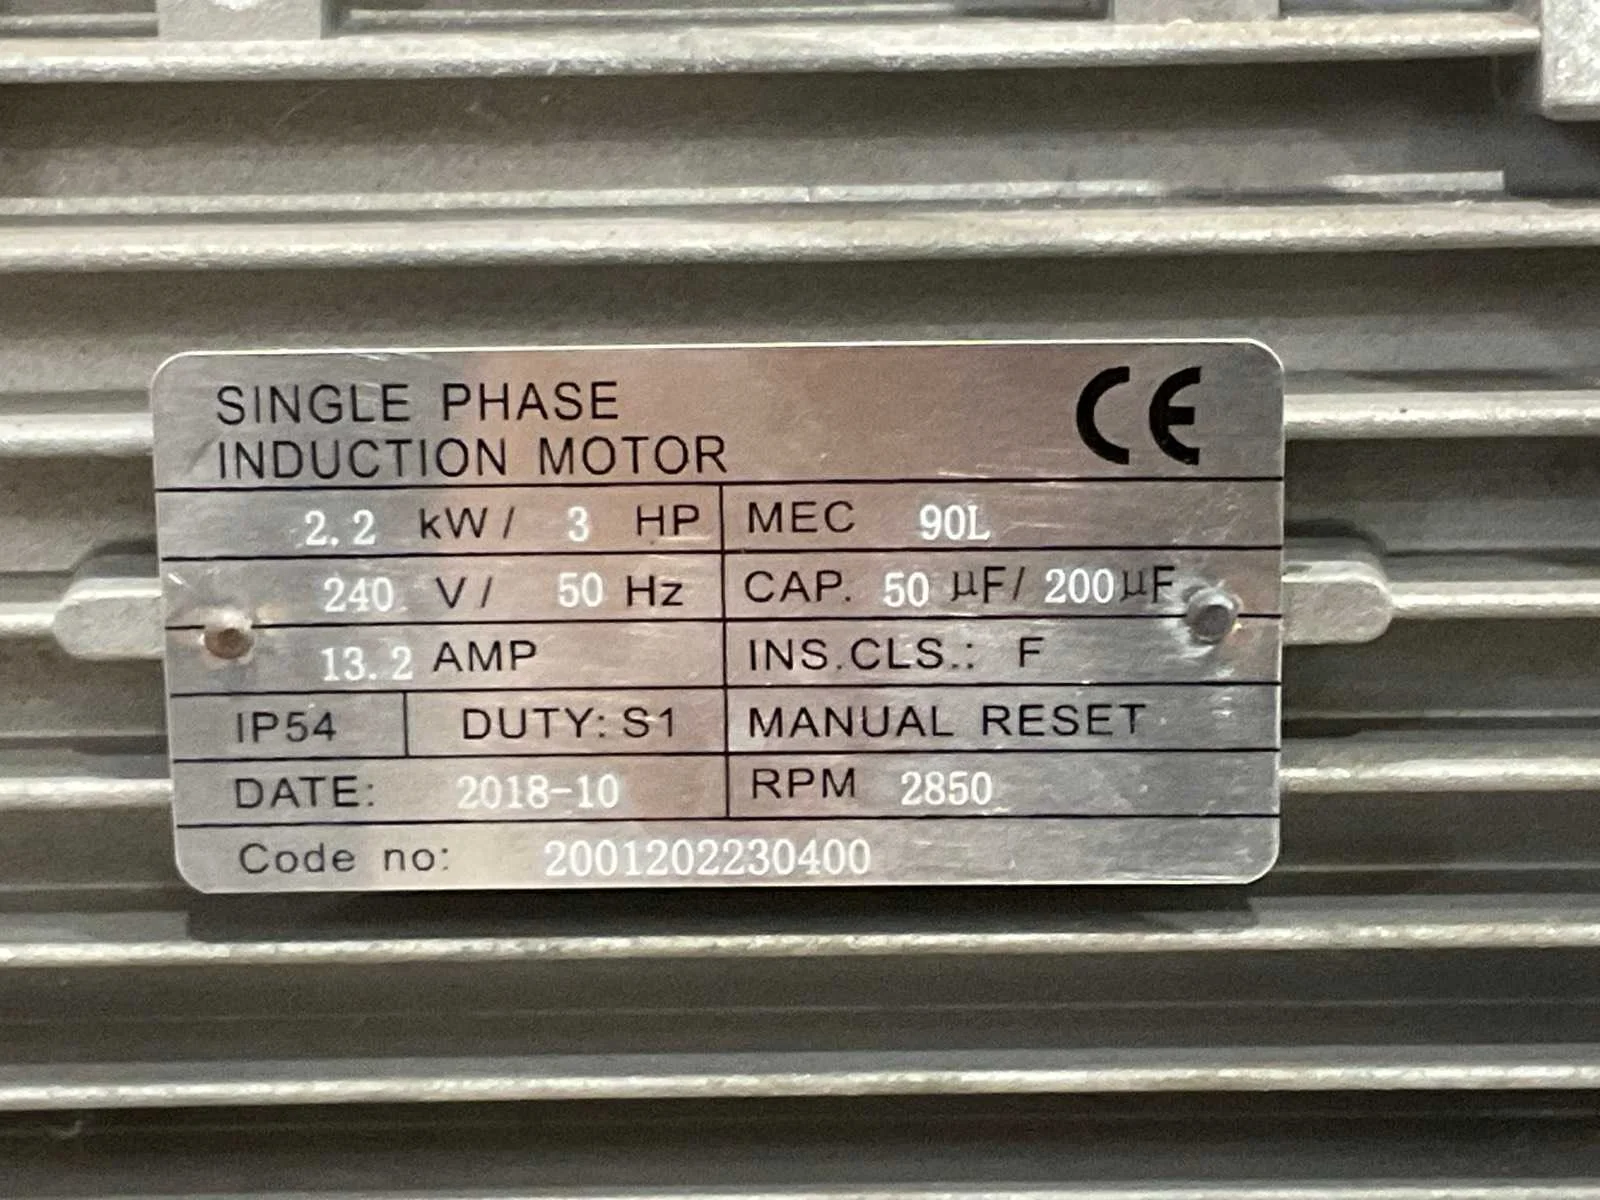 SINGLE PHASE
INDUCTION MOTOR
CE
2.2 kW / 3 HP MEC 90L
240 V / 50 Hz CAP. 50 µF/ 200µF
13.2 AMP INS.CLS.: F
IP54 DUTY: S1 MANUAL RESET
DATE: 2018-10 RPM 2850
Code no: 2001202230400